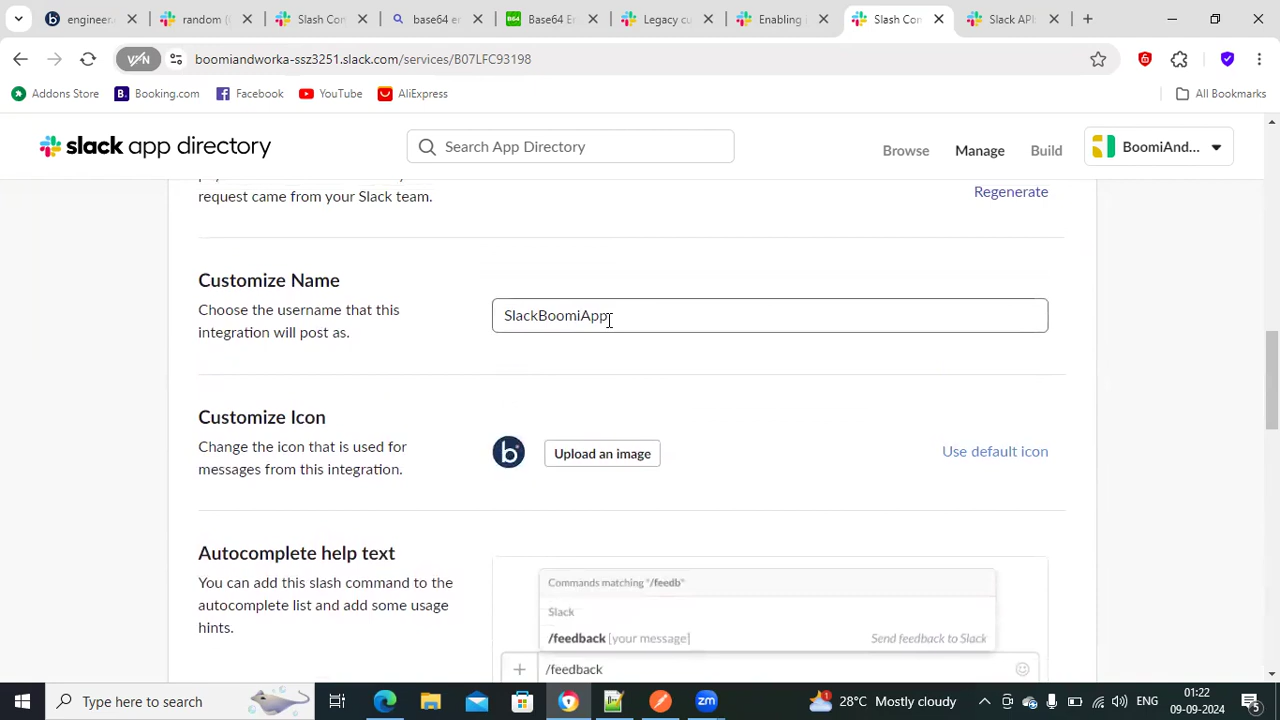 engineer
random (
Slash Com
base64 e
B64
Base64 E
Legacy cu
Enabling
Slash Con
Slack API
boomiandworka-ssz3251.slack.com/services/B07LFC93198
Addons Store
B.
Booking.com
Facebook
YouTube
AliExpress
All Bookmarks
slack app directory
Search App Directory
Browse
Manage
Build
BoomiAnd...
request came from your Slack team.
Regenerate
Customize Name
Choose the username that this
integration will post as.
SlackBoomiApp
Customize Icon
Change the icon that is used for
messages from this integration.
b
Upload an image
Use default icon
Autocomplete help text
You can add this slash command to the
autocomplete list and add some usage
hints.
Commands matching "/feedb"
Slack
/feedback [your message]
Send feedback to Slack
/feedback
Type here to search
28°C Mostly cloudy
ENG
01:22
09-09-2024
5